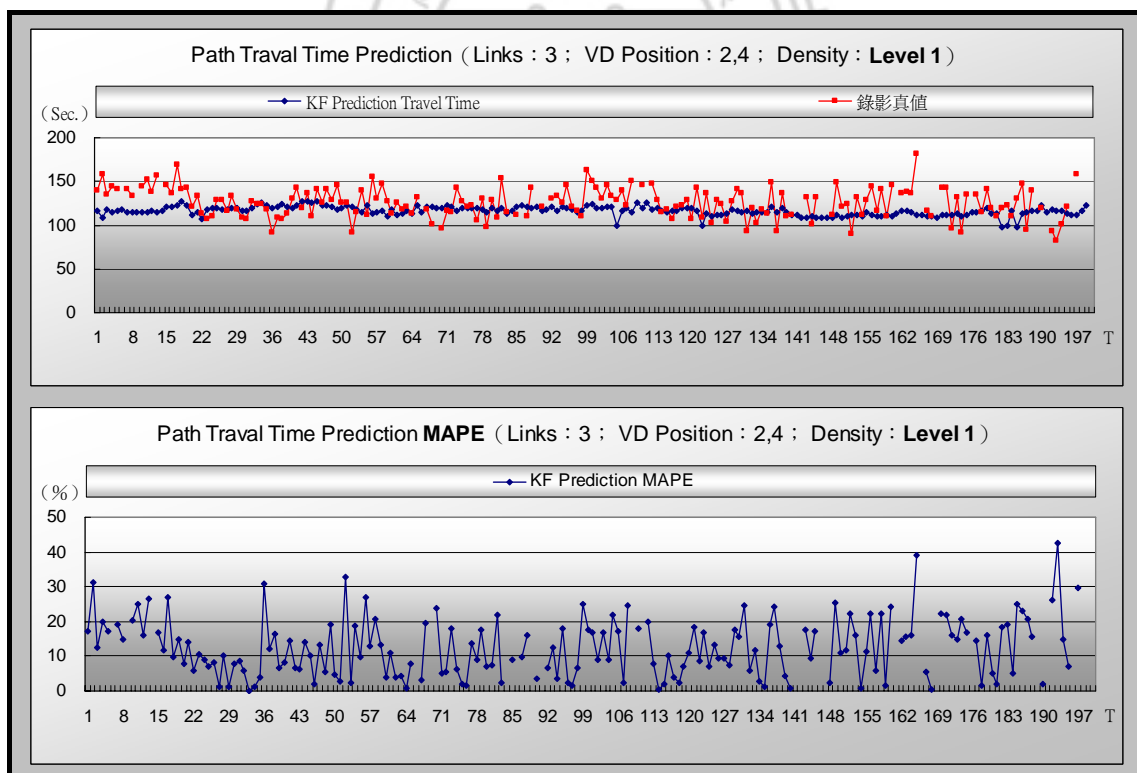 Path Traval Time Prediction（Links：3； VD Position：2,4； Density：Level 1）
KF Prediction Travel Time 錄影真值
(Sec.)
200
150
100
50
0
1 8 15 22 29 36 43 50 57 64 71 78 85 92 99 106 113 120 127 134 141 148 155 162 169 176 183 190 197 T
Path Traval Time Prediction MAPE（Links：3； VD Position：2,4； Density：Level 1）
KF Prediction MAPE
(%)
50
40
30
20
10
0
1 8 15 22 29 36 43 50 57 64 71 78 85 92 99 106 113 120 127 134 141 148 155 162 169 176 183 190 197 T